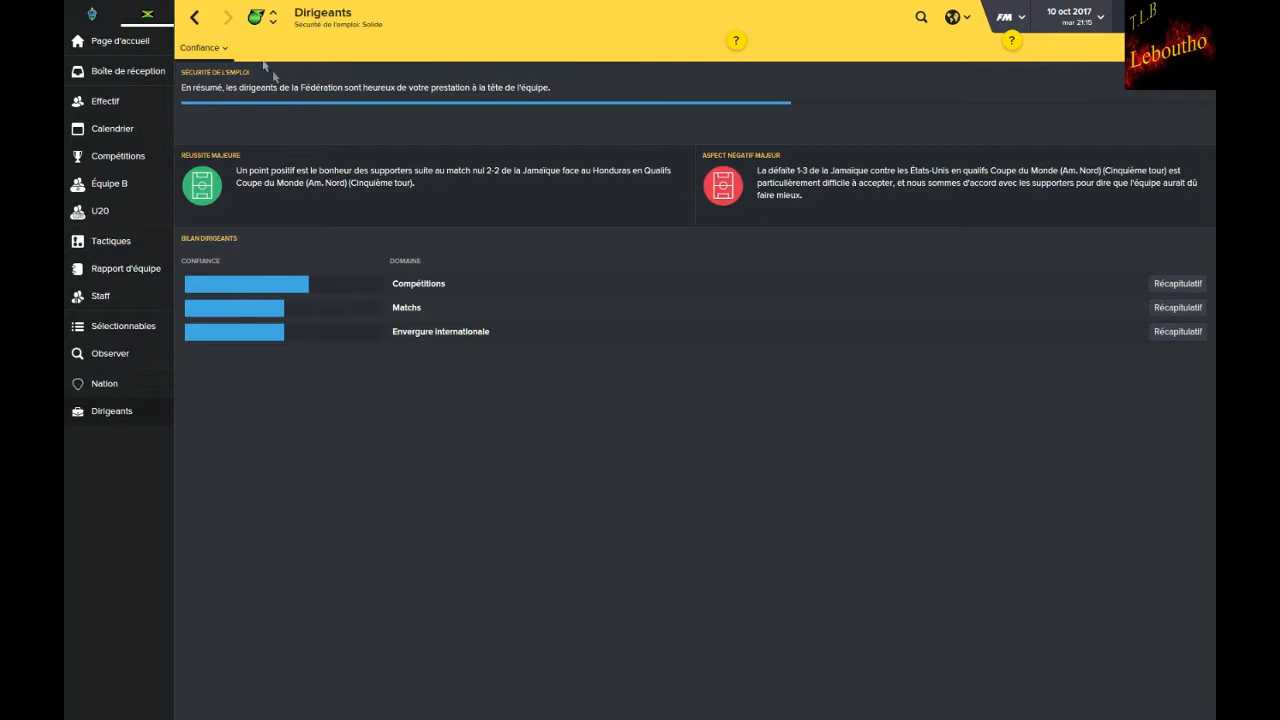 Dirigeants
Sécurité de l'emploi: Solide
FM
10 oct 2017
mar 21:15
T.L.B
Leboutho
Confiance
?
?
Page d'accueil
Boîte de réception
Effectif
Calendrier
Compétitions
Équipe B
U20
Tactiques
Rapport d'équipe
Staff
Sélectionnables
Observer
Nation
Dirigeants
SÉCURITÉ DE L'EMPLOI
En résumé, les dirigeants de la Fédération sont heureux de votre prestation à la tête de l'équipe.
RÉUSSITE MAJEURE
Un point positif est le bonheur des supporters suite au match nul 2-2 de la Jamaïque face au Honduras en Qualifs
Coupe du Monde (Am. Nord) (Cinquième tour).
ASPECT NÉGATIF MAJEUR
La défaite 1-3 de la Jamaïque contre les États-Unis en qualifs Coupe du Monde (Am. Nord) (Cinquième tour) est
particulièrement difficile à accepter, et nous sommes d'accord avec les supporters pour dire que l'équipe aurait dû
faire mieux.
BILAN DIRIGEANTS
CONFIANCE
DOMAINE
Compétitions
Récapitulatif
Matchs
Récapitulatif
Envergure internationale
Récapitulatif